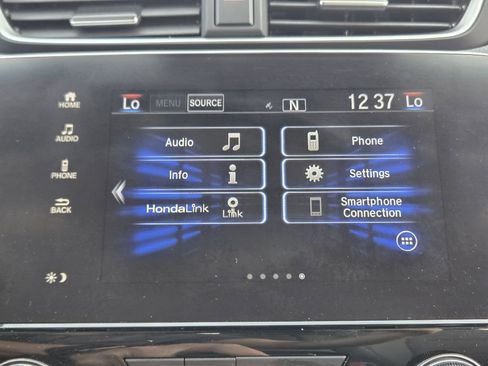 HOME
AUDIO
PHONE
BACK
Lo MENU SOURCE N 12 37 Lo
Audio
Phone
Info
Settings
HondaLink Link
Smartphone
Connection